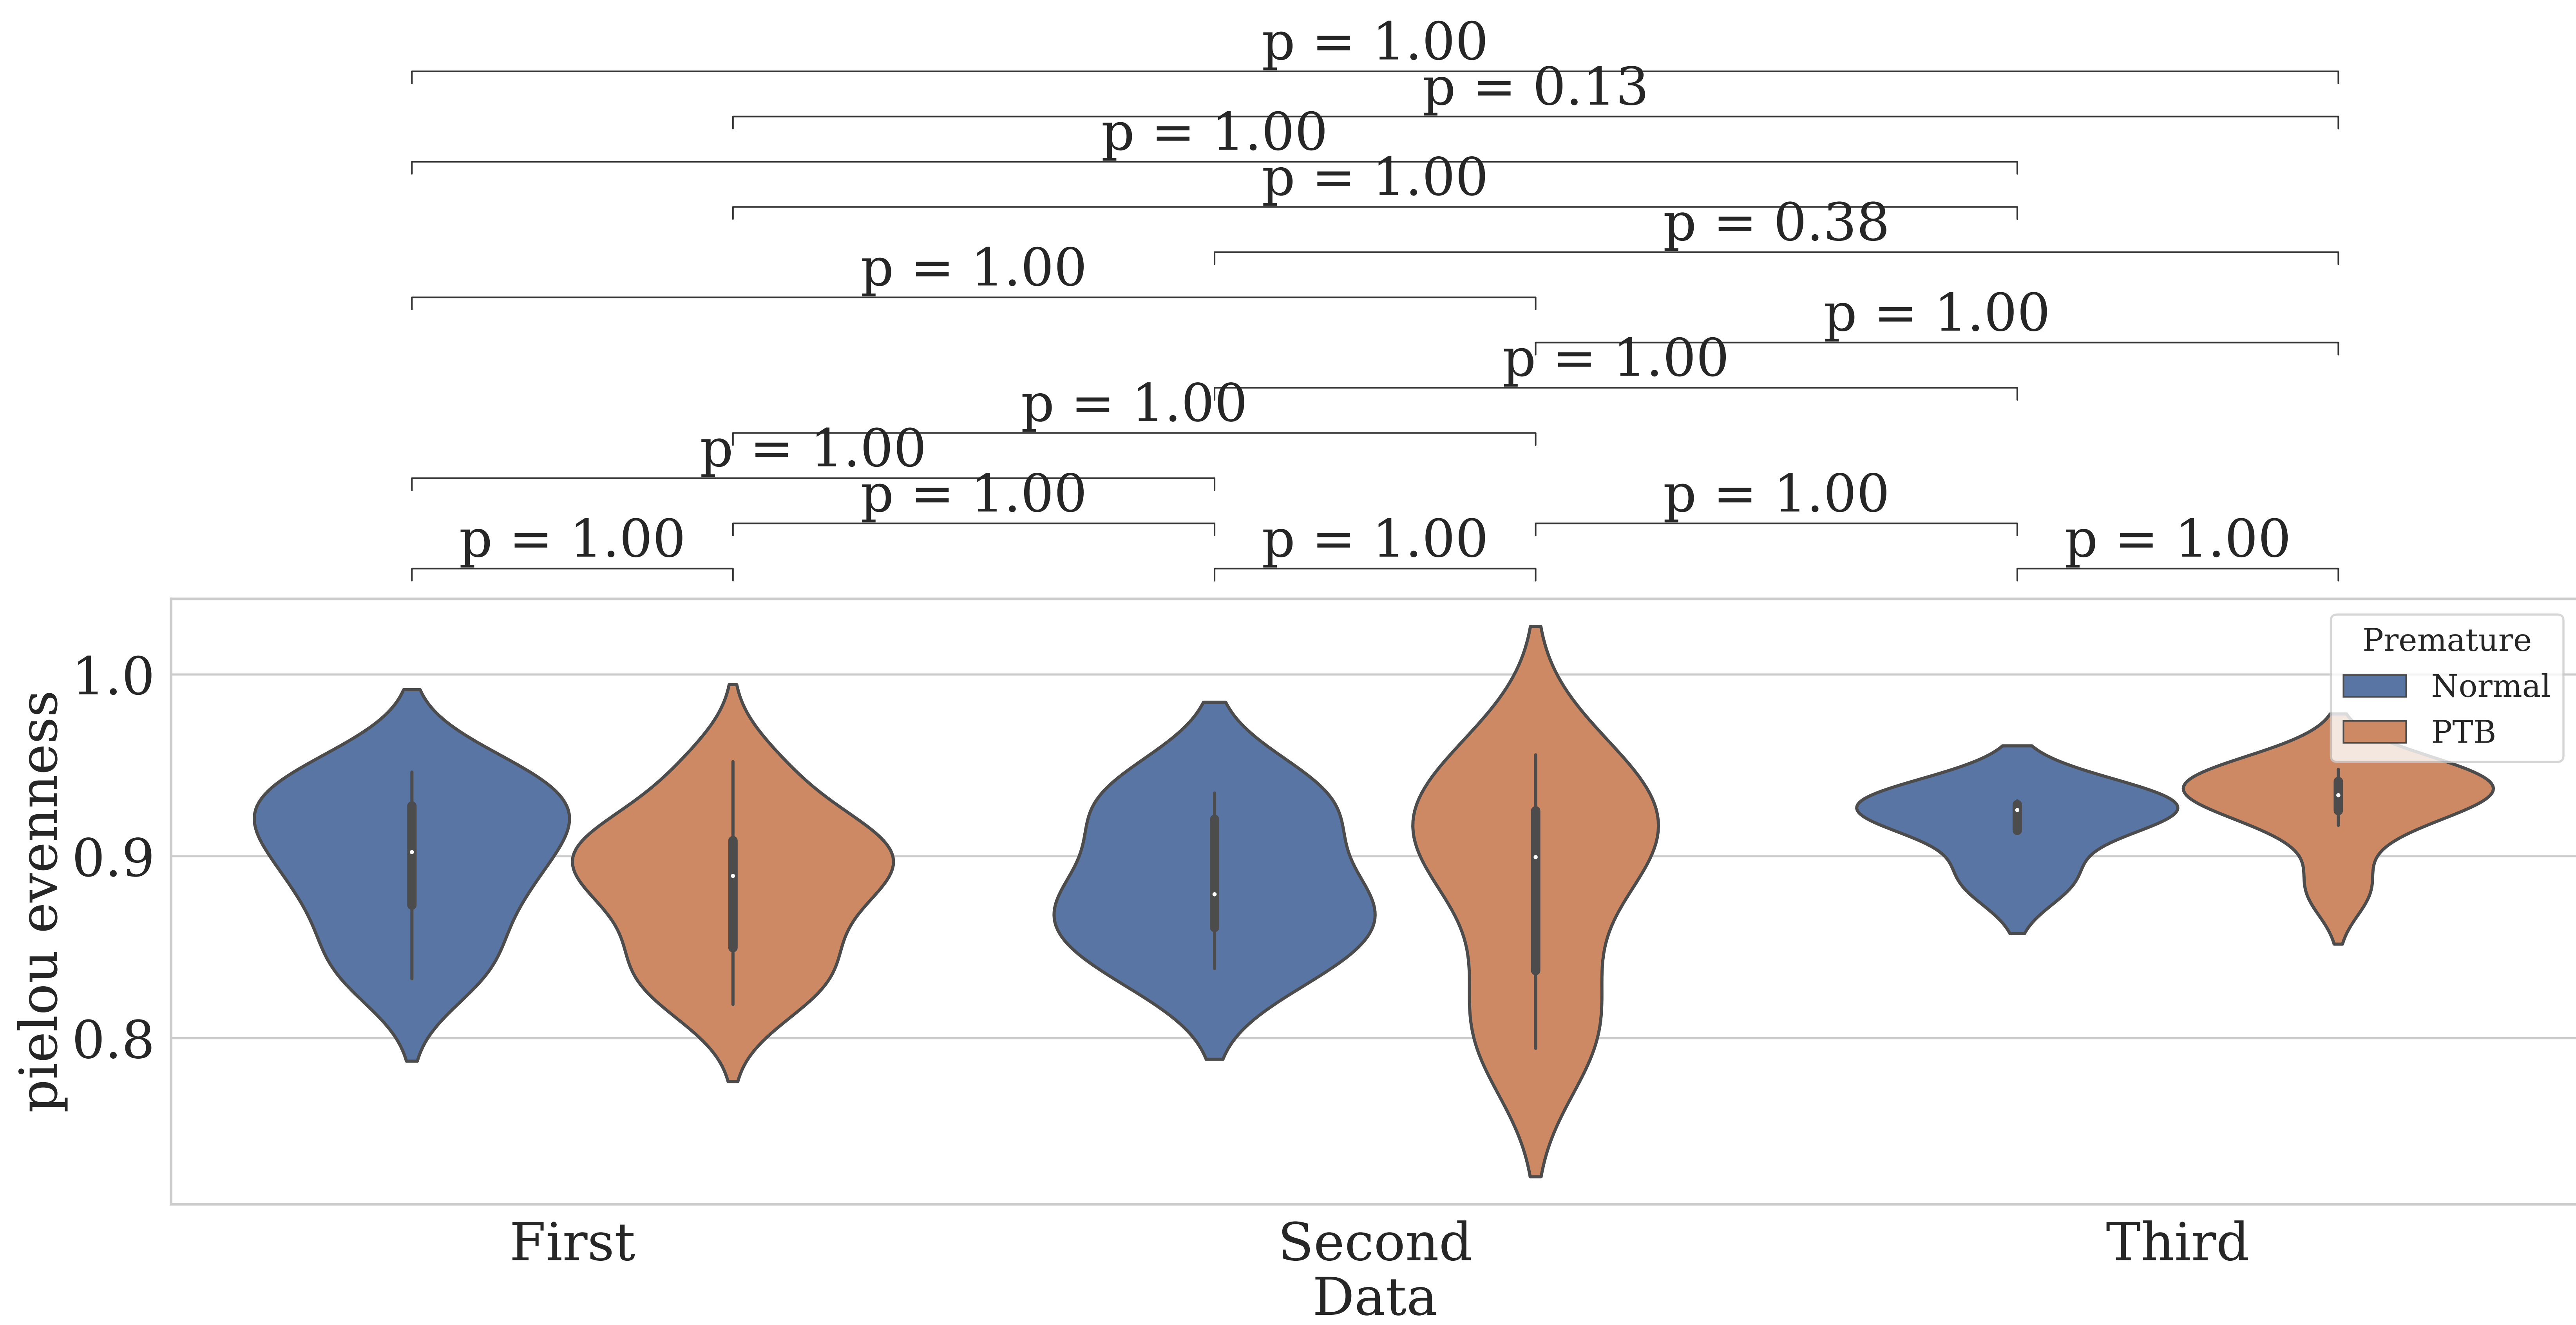 p = 1.00
p = 0.13
p = 1.00
p = 1.00
p = 0.38
p = 1.00
p = 1.00
p = 1.00
p = 1.00
p = 1.00
p = 1.00
p = 1.00
p = 1.00
p = 1.00
p = 1.00
Premature
Normal
PTB
1.0
0.9
0.8
pielou evenness
First
Second
Third
Data